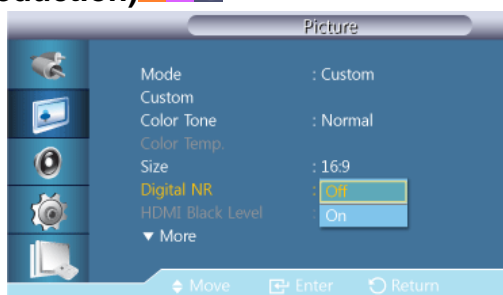 oduction)
Picture
Mode : Custom
Custom
Color Tone : Normal
Color Temp.
Size : 16:9
Digital NR : Off
HDMI Black Level : On
▼ More
Move Enter Return